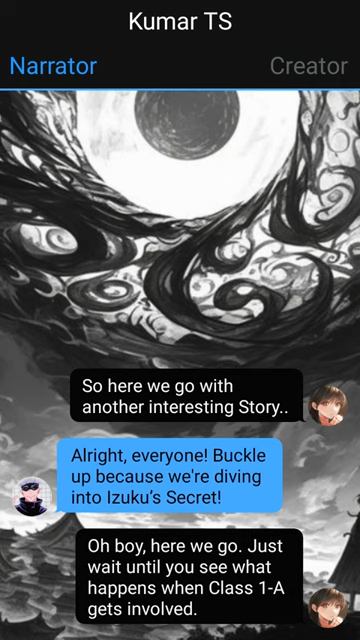 Kumar TS
Narrator
Creator
So here we go with
another interesting Story..
Alright, everyone! Buckle
up because we're diving
into Izuku's Secret!
Oh boy, here we go. Just
wait until you see what
happens when Class 1-A
gets involved.